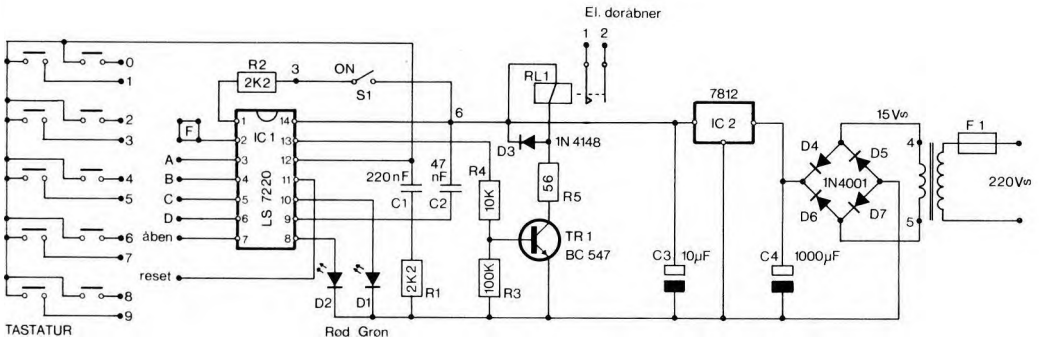 El. døråbner
1 2
R2
2K2
3
ON
S1
RL1
6
7812
IC 2
15V
F 1
4
220V
5
D3
1N 4148
R5
56
TR 1
BC 547
D4
D5
1N4001
D6
D7
C3
10µF
C4
1000µF
0
1
2
3
4
5
6
7
8
9
TASTATUR
F
A
B
C
D
åben
reset
IC 1
LS 7220
1
2
3
4
5
6
7
14
13
12
11
10
9
8
220 nF
C1
47 nF
C2
R4
10K
100K
R3
2K2
R1
D2
D1
Rød Grøn